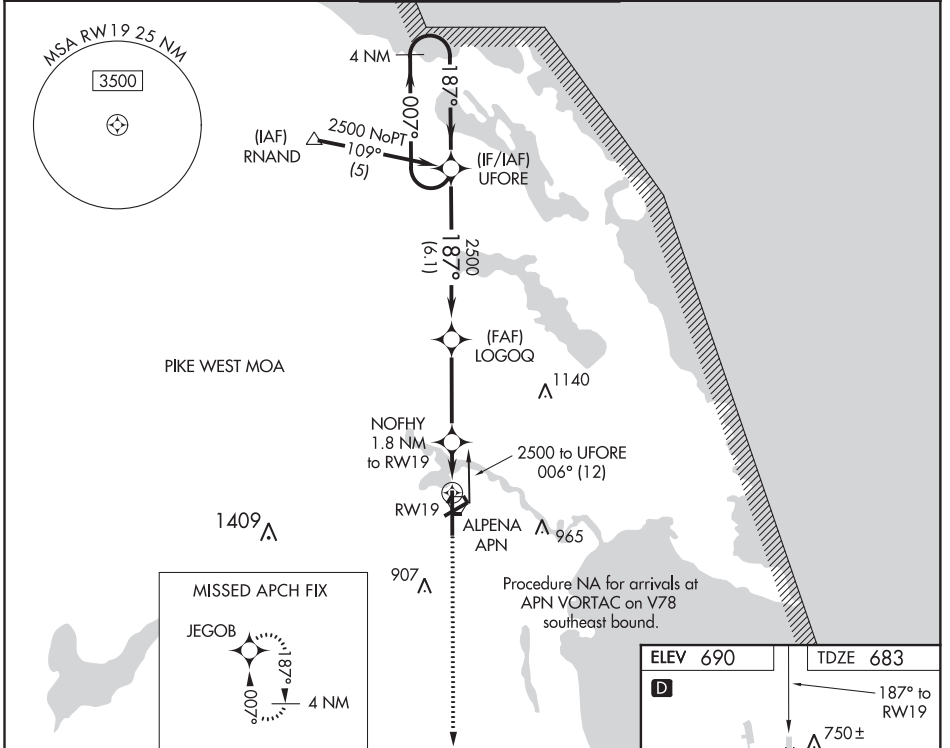 MSA RW19 25 NM
3500
4 NM
187°
007°
(IAF)
RNAND
2500 NoPT
109°
(5)
(IF/IAF)
UFORE
2500
187°
(6.1)
(FAF)
LOGOQ
PIKE WEST MOA
1140
NOFHY
1.8 NM
to RW19
2500 to UFORE
006° (12)
RW19
ALPENA
APN
1409
965
907
Procedure NA for arrivals at
APN VORTAC on V78
southeast bound.
MISSED APCH FIX
JEGOB
187°
007°
4 NM
ELEV 690
TDZE 683
D
187° to
RW19
750 ±